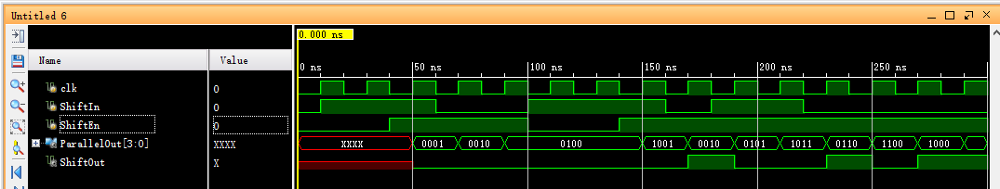 Untitled 6
0.000 ns
Name Value
0 ns 50 ns 100 ns 150 ns 200 ns 250 ns
clk 0
ShiftIn 0
ShiftEn 0
ParallelOut[3:0] XXXX XXXX 0001 0010 0100 1001 0010 0101 1011 0110 1100 1000
ShiftOut X